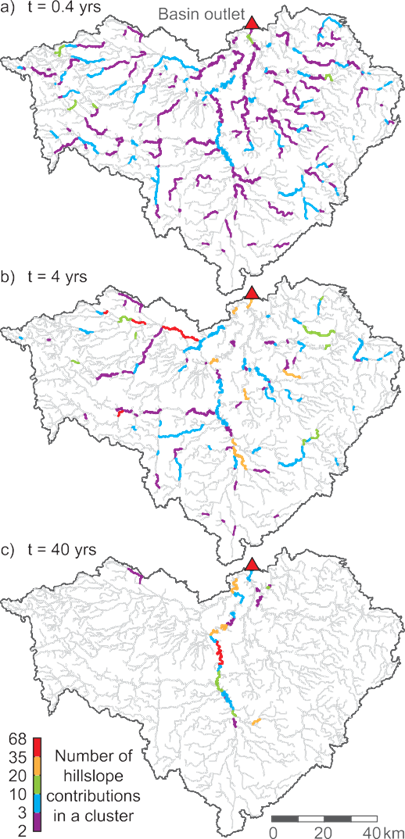 a) t = 0.4 yrs
Basin outlet
b) t = 4 yrs
c) t = 40 yrs
68
35
20
10
3
2
Number of
hillslope
contributions
in a cluster
0 20 40 km